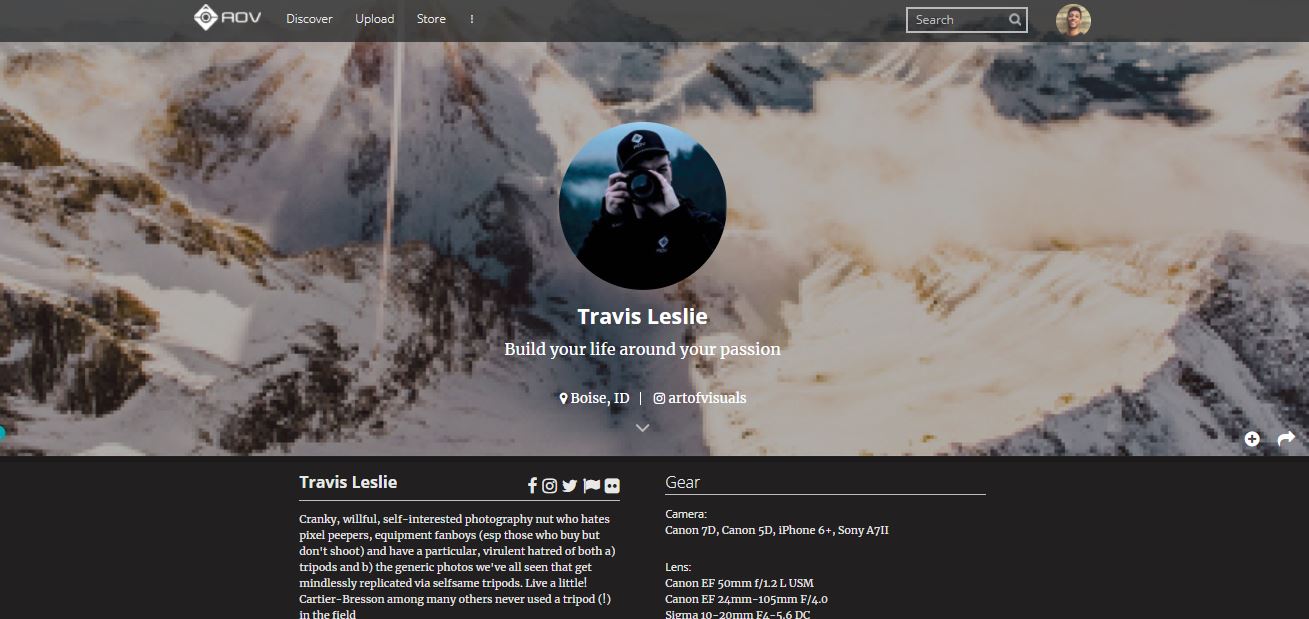 AOV Discover Upload Store Search
AOV
AOV
Travis Leslie
Build your life around your passion
Boise, ID | artofvisuals
Travis Leslie
Cranky, willful, self-interested photography nut who hates
pixel peepers, equipment fanboys (esp those who buy but
don't shoot) and have a particular, virulent hatred of both a)
tripods and b) the generic photos we've all seen that get
mindlessly replicated via selfsame tripods. Live a little!
Cartier-Bresson among many others never used a tripod (!)
in the field
Gear
Camera:
Canon 7D, Canon 5D, iPhone 6+, Sony A7II
Lens:
Canon EF 50mm f/1.2 L USM
Canon EF 24mm-105mm F/4.0
Sigma 10-20mm F4-5.6 DC